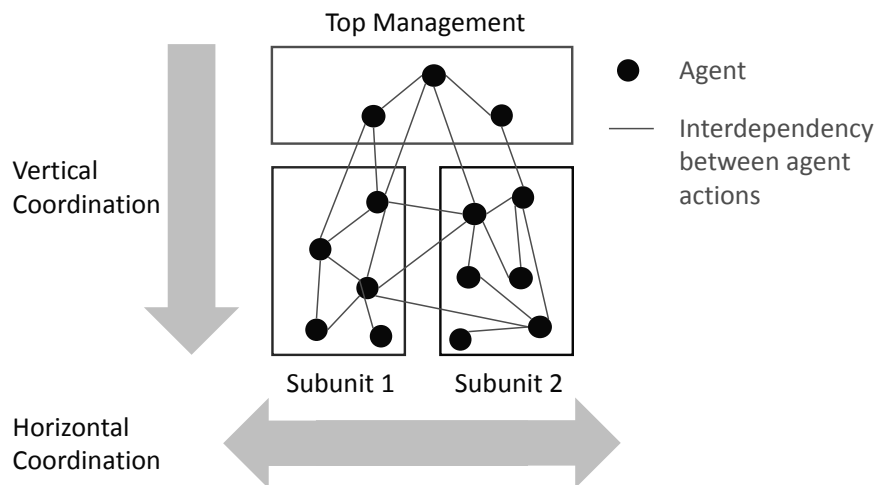 Top Management
Agent
Interdependency
between agent
actions
Vertical
Coordination
Subunit 1
Subunit 2
Horizontal
Coordination